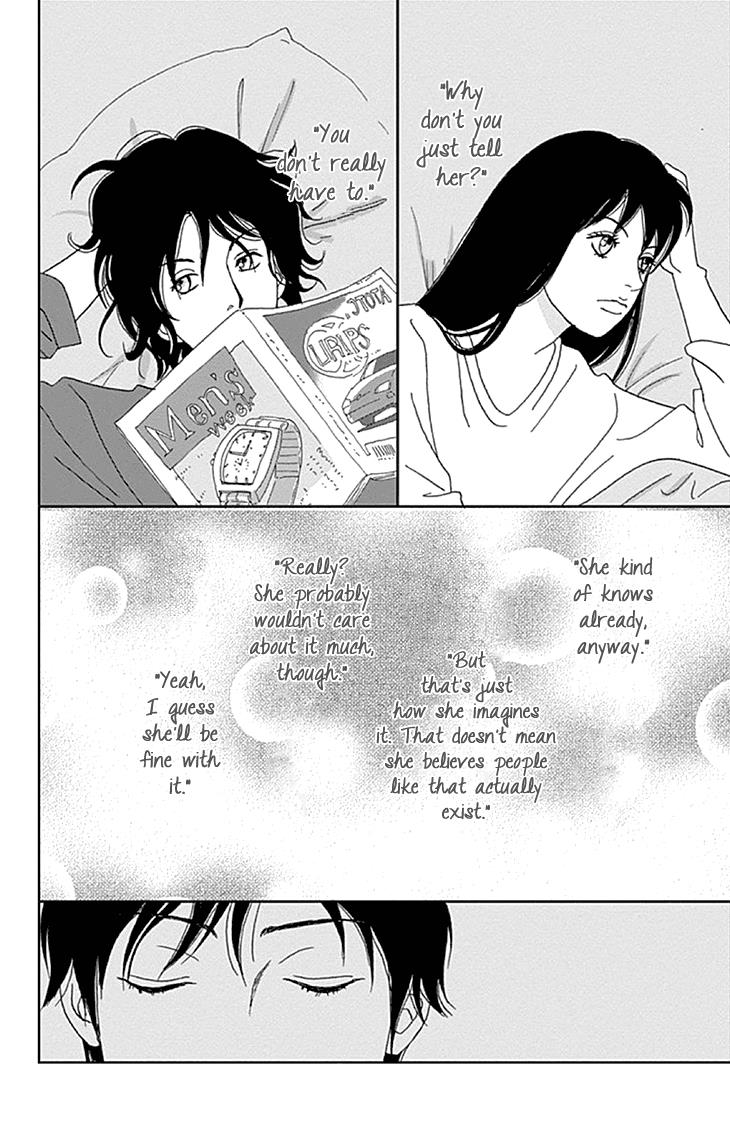 "Why
don't you
just tell
her?"
"You
don't really
have to."
JTOTA
URIPS
Men's
week
"She kind
of knows
already,
anyway."
"But
that's just
how she imagines
it. That doesn't mean
she believes people
like that actually
exist."
"Really?
She probably
wouldn't care
about it much,
though."
"Yeah,
I guess
she'll be
fine with
it."